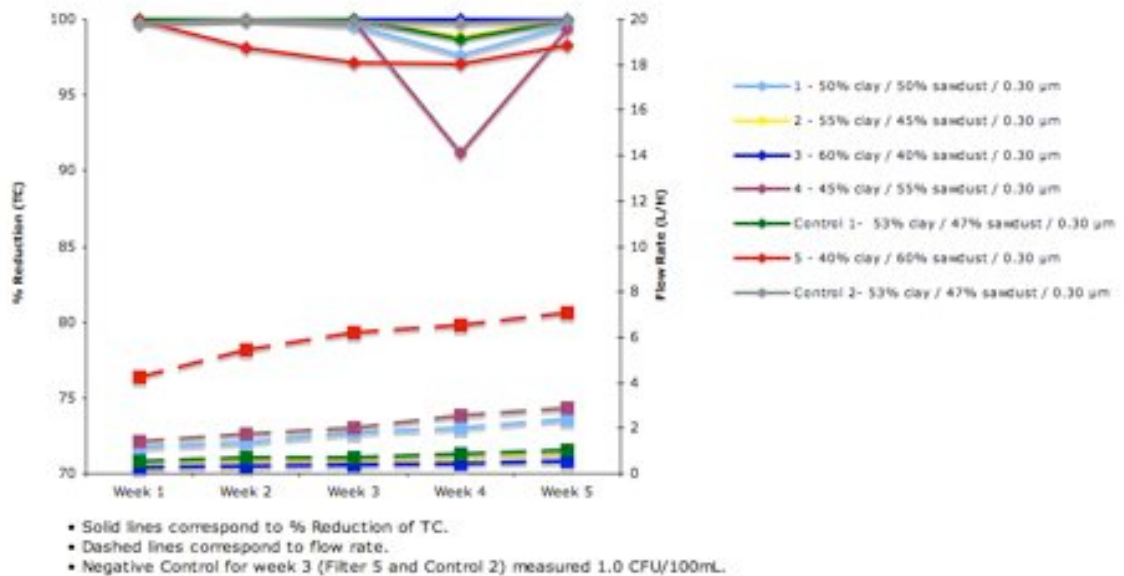 100
95
90
85
80
75
70
% Reduction (TC)
20
18
16
14
12
10
8
6
4
2
0
Flow Rate (L/H)
Week 1 Week 2 Week 3 Week 4 Week 5
1 - 50% clay / 50% sawdust / 0.30 µm
2 - 55% clay / 45% sawdust / 0.30 µm
3 - 60% clay / 40% sawdust / 0.30 µm
4 - 45% clay / 55% sawdust / 0.30 µm
Control 1- 53% clay / 47% sawdust / 0.30 µm
5 - 40% clay / 60% sawdust / 0.30 µm
Control 2- 53% clay / 47% sawdust / 0.30 µm
• Solid lines correspond to % Reduction of TC.
• Dashed lines correspond to flow rate.
• Negative Control for week 3 (Filter 5 and Control 2) measured 1.0 CFU/100mL.